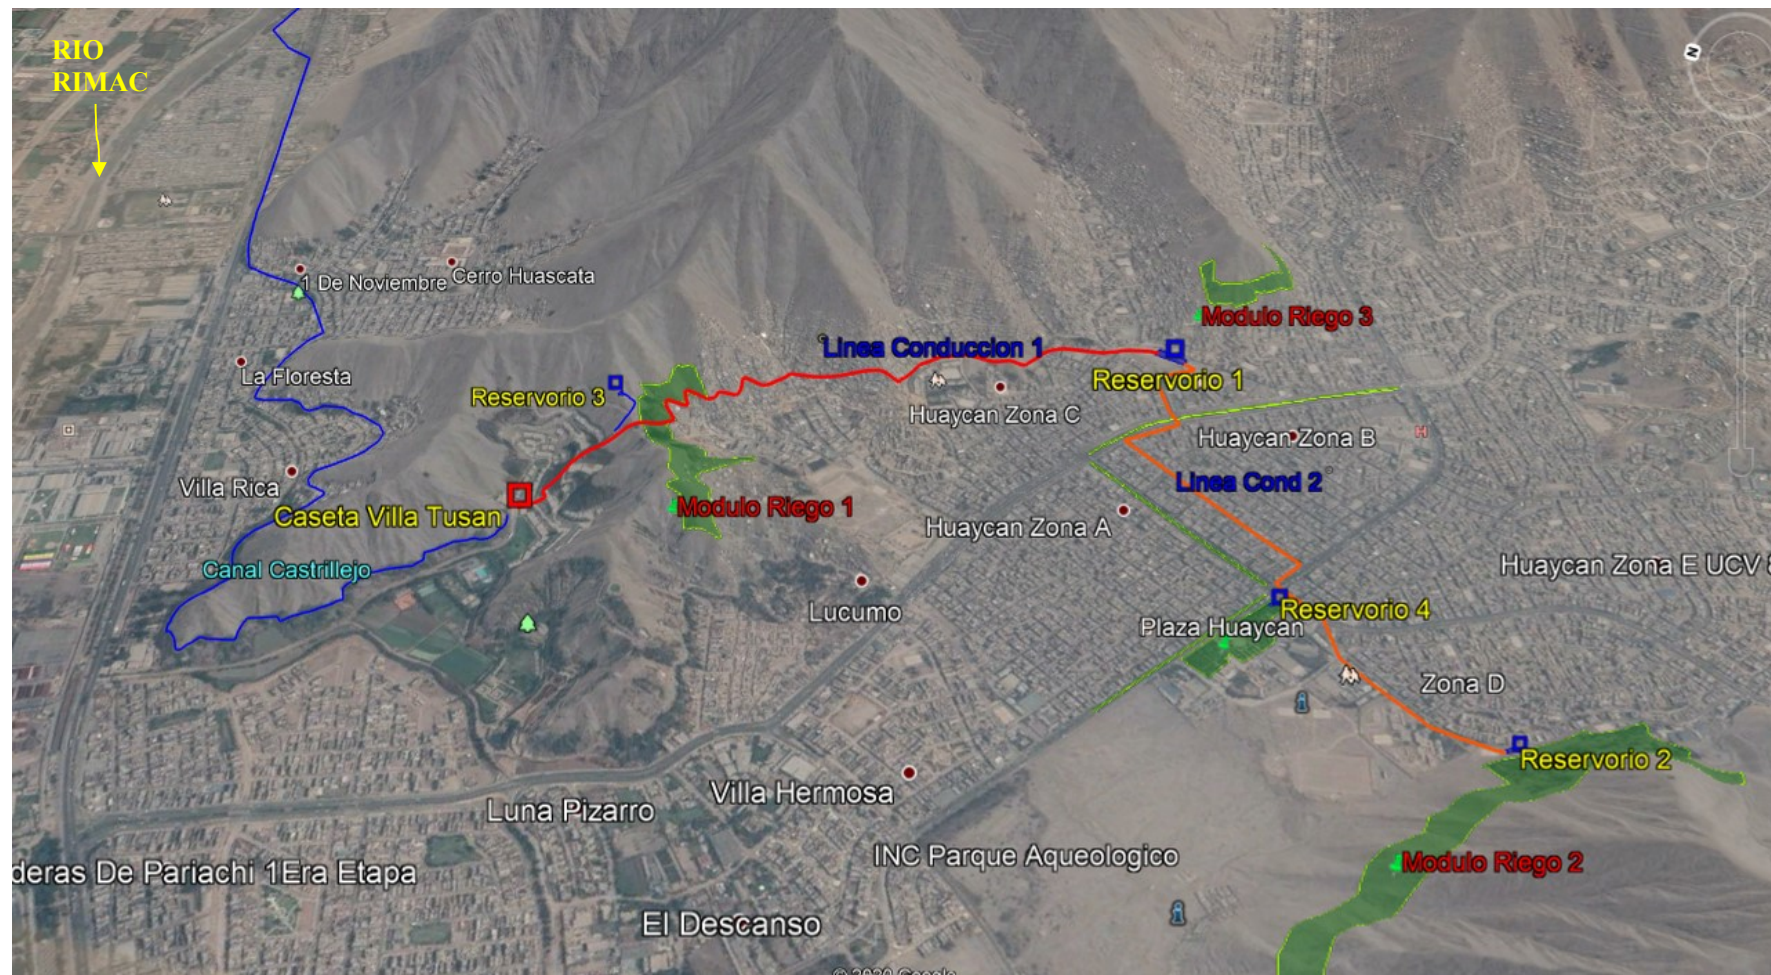 RIO
RIMAC
N
1 De Noviembre
Cerro Huascata
Modulo Riego 3
Linea Conduccion 1
La Floresta
Reservorio 3
Reservorio 1
Huaycan Zona C
Huaycan Zona B
H
Villa Rica
Linea Cond 2
Caseta Villa Tusan
Modulo Riego 1
Huaycan Zona A
Canal Castrillejo
Huaycan Zona E UCV
Lucumo
Reservorio 4
Plaza Huaycan
Zona D
Reservorio 2
Villa Hermosa
Luna Pizarro
INC Parque Aqueologico
Modulo Riego 2
deras De Pariachi 1Era Etapa
El Descanso
© 2020 Google